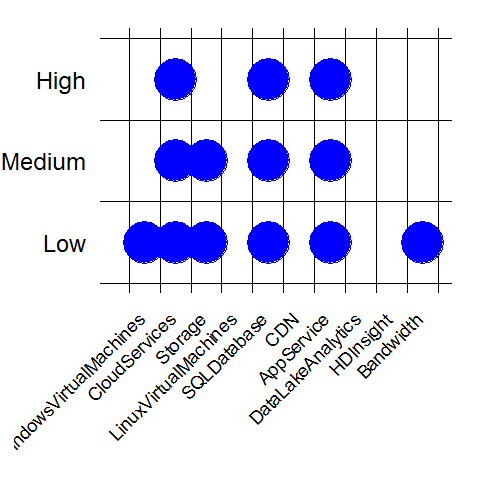 High
Medium
Low
ndowsVirtualMachines
CloudServices
Storage
LinuxVirtualMachines
SQLDatabase
CDN
AppService
DataLakeAnalytics
HDInsight
Bandwidth